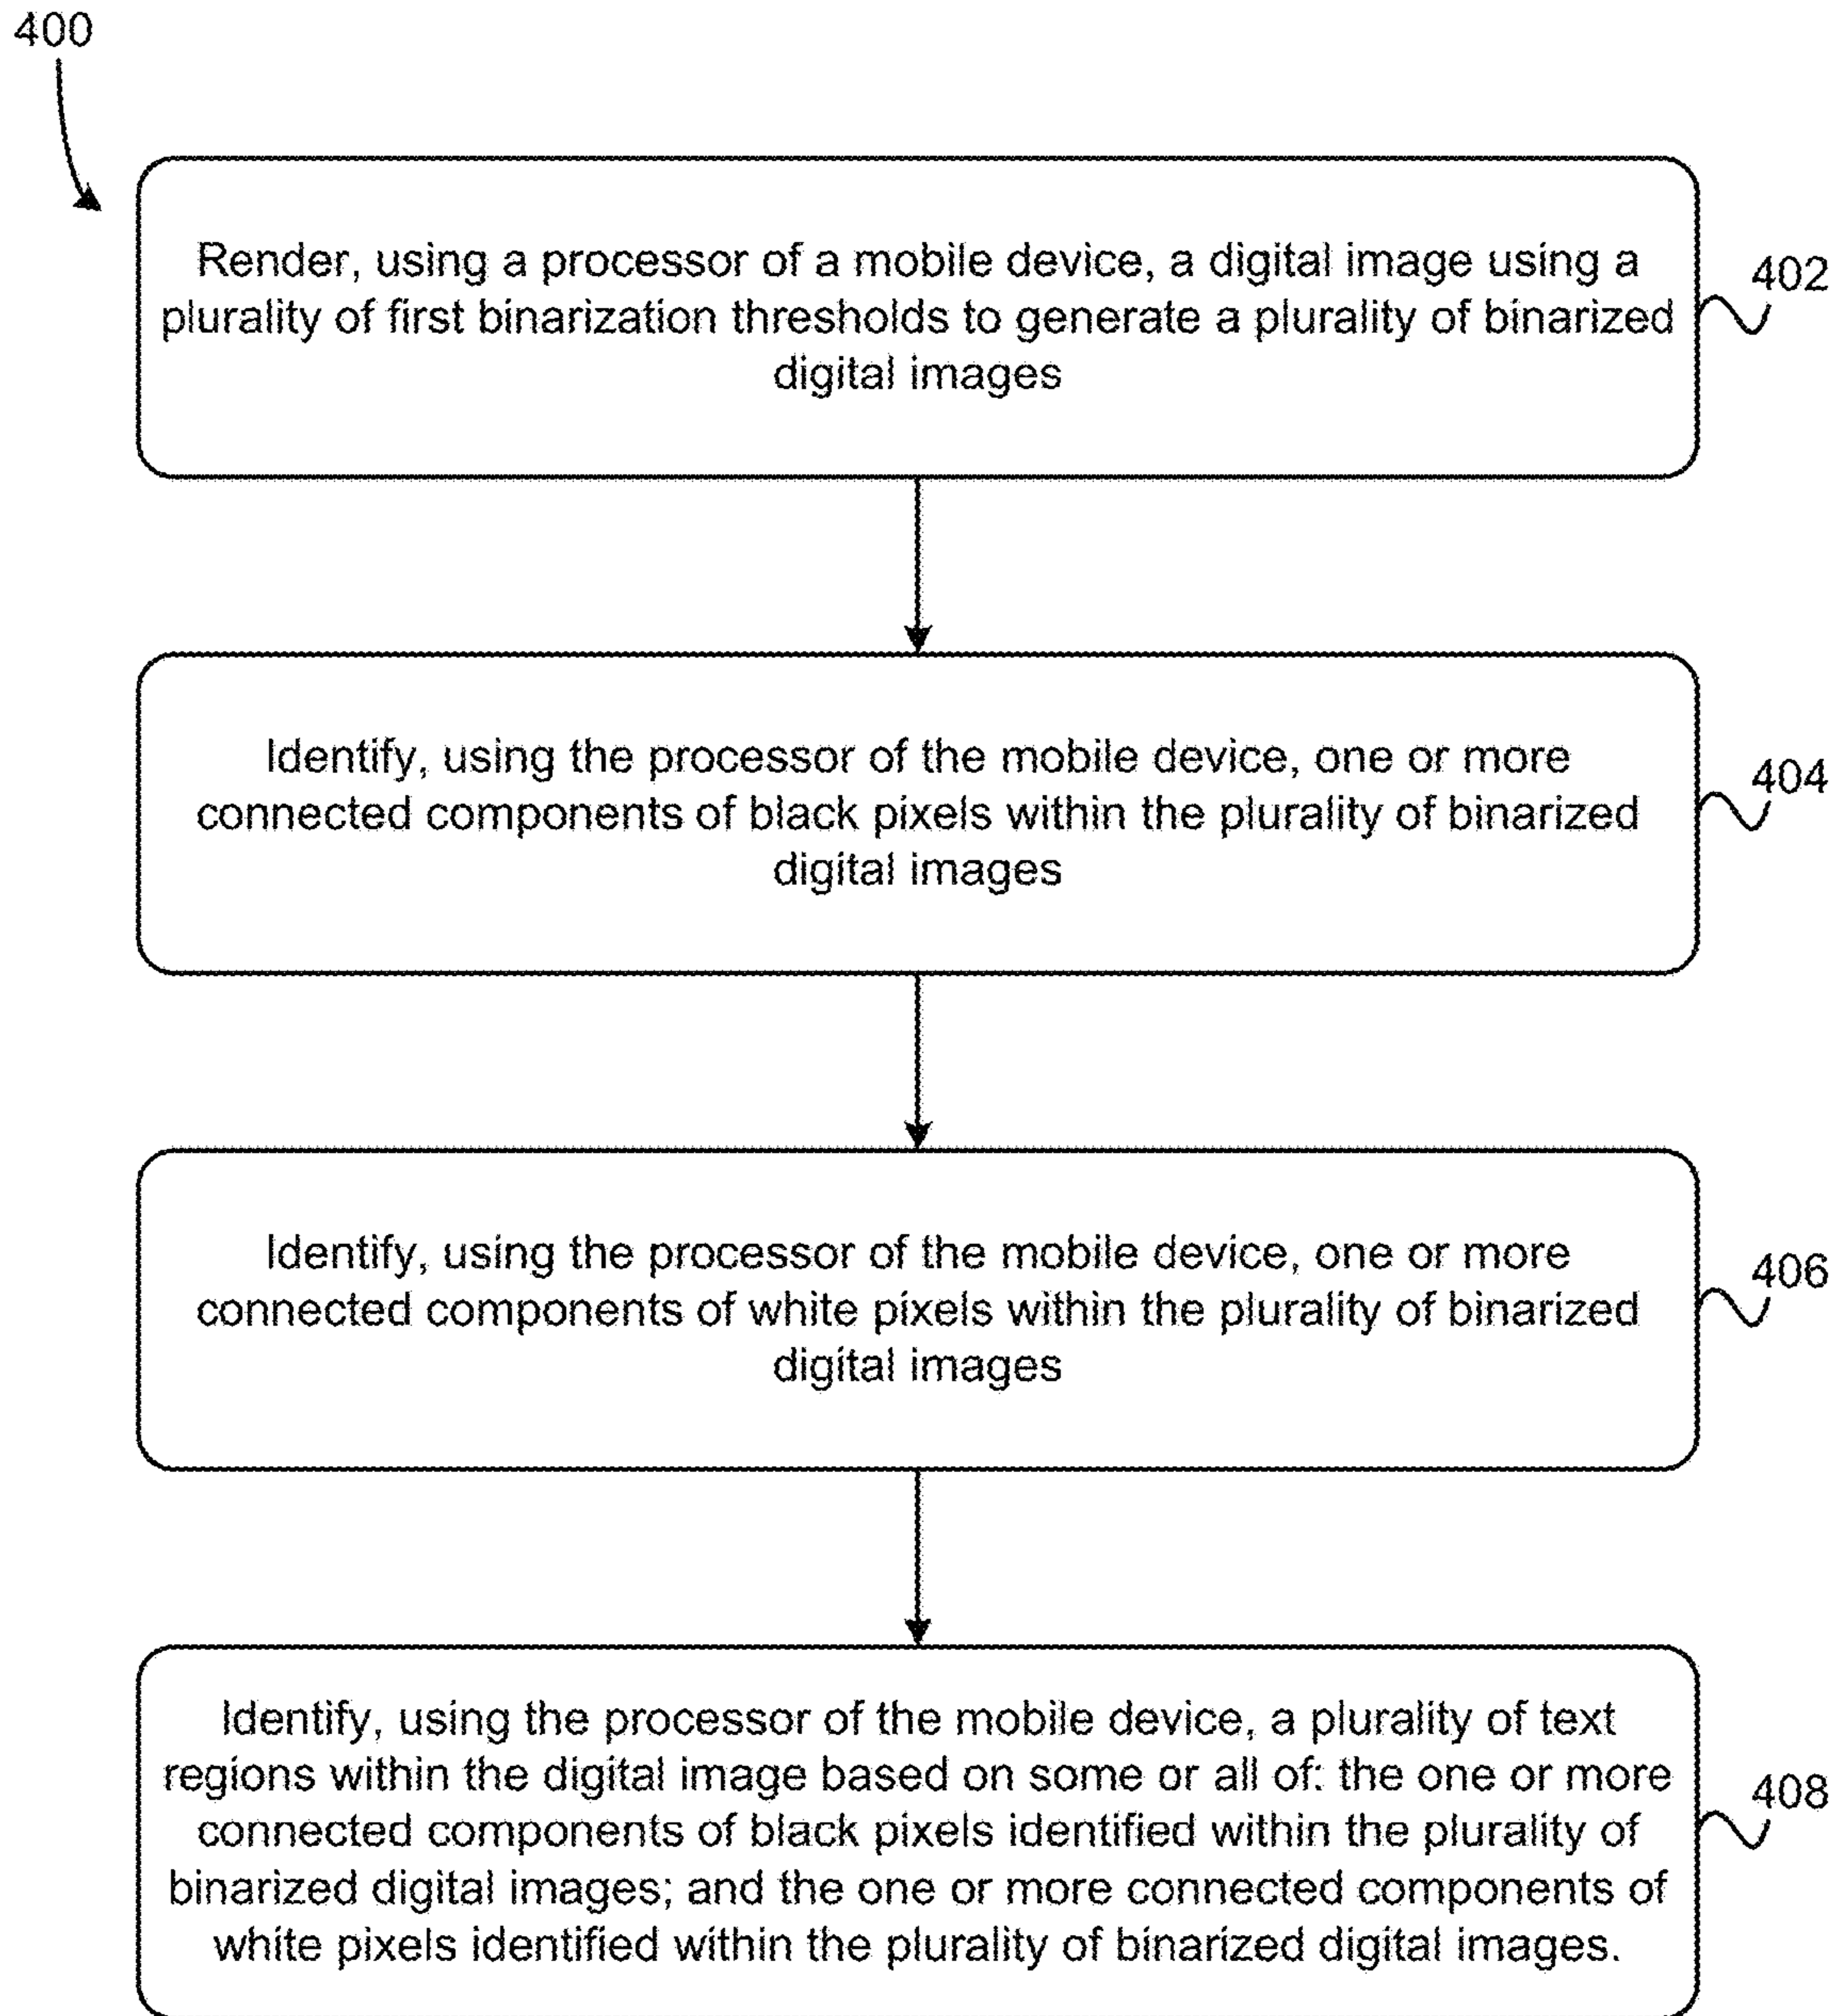 400
Render, using a processor of a mobile device, a digital image using a
plurality of first binarization thresholds to generate a plurality of binarized
digital images
402
Identify, using the processor of the mobile device, one or more
connected components of black pixels within the plurality of binarized
digital images
404
Identify, using the processor of the mobile device, one or more
connected components of white pixels within the plurality of binarized
digital images
406
Identify, using the processor of the mobile device, a plurality of text
regions within the digital image based on some or all of: the one or more
connected components of black pixels identified within the plurality of
binarized digital images; and the one or more connected components of
white pixels identified within the plurality of binarized digital images.
408